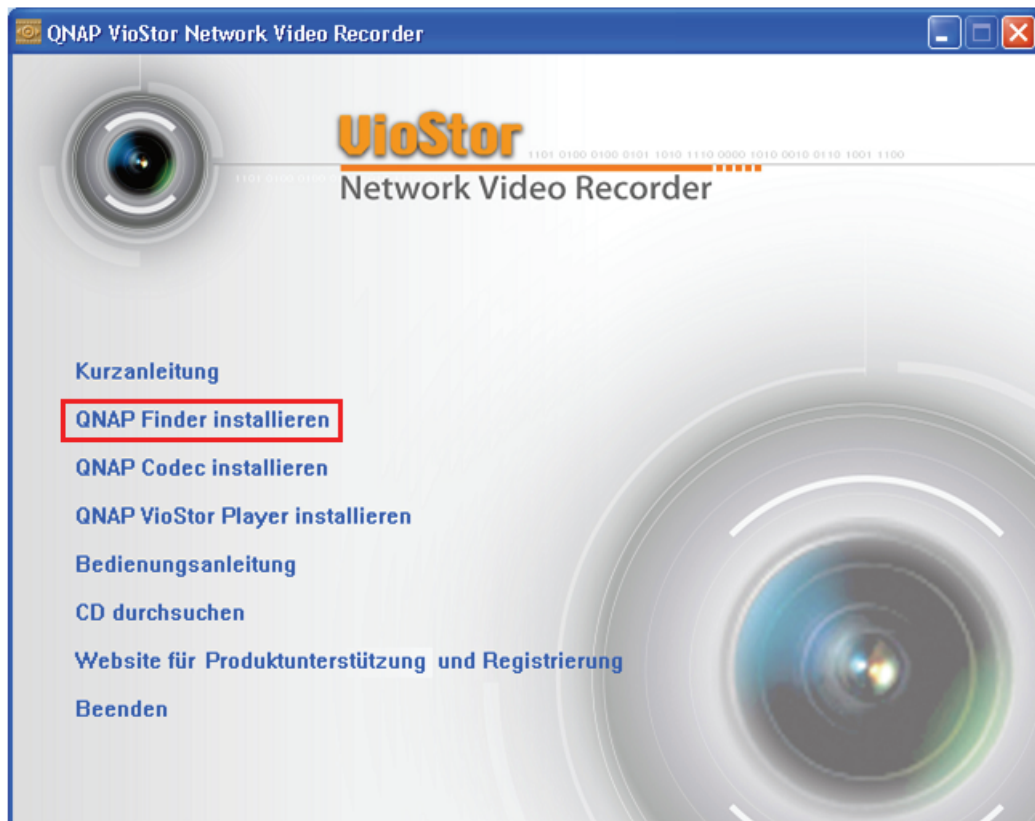 QNAP VioStor Network Video Recorder
VioStor
1101 0100 0100 0101 1010 1110 0000 1010 0010 0110 1001 1100
Network Video Recorder
Kurzanleitung
QNAP Finder installieren
QNAP Codec installieren
QNAP VioStor Player installieren
Bedienungsanleitung
CD durchsuchen
Website für Produktunterstützung und Registrierung
Beenden